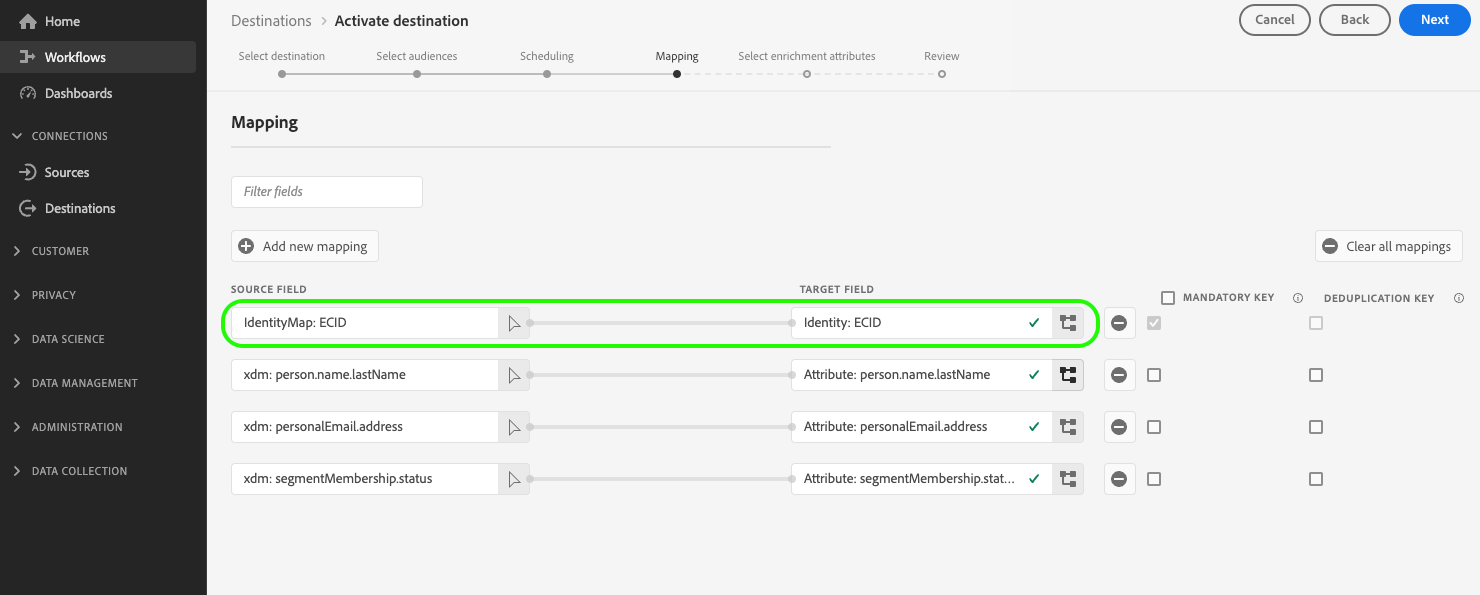 Home
Workflows
Dashboards
CONNECTIONS
Sources
Destinations
CUSTOMER
PRIVACY
DATA SCIENCE
DATA MANAGEMENT
ADMINISTRATION
DATA COLLECTION
Destinations > Activate destination
Cancel Back Next
Select destination Select audiences Scheduling Mapping Select enrichment attributes Review
Mapping
Filter fields
Add new mapping Clear all mappings
SOURCE FIELD TARGET FIELD MANDATORY KEY DEDUPLICATION KEY
IdentityMap: ECID Identity: ECID
xdm: person.name.lastName Attribute: person.name.lastName
xdm: personalEmail.address Attribute: personalEmail.address
xdm: segmentMembership.status Attribute: segmentMembership.stat...